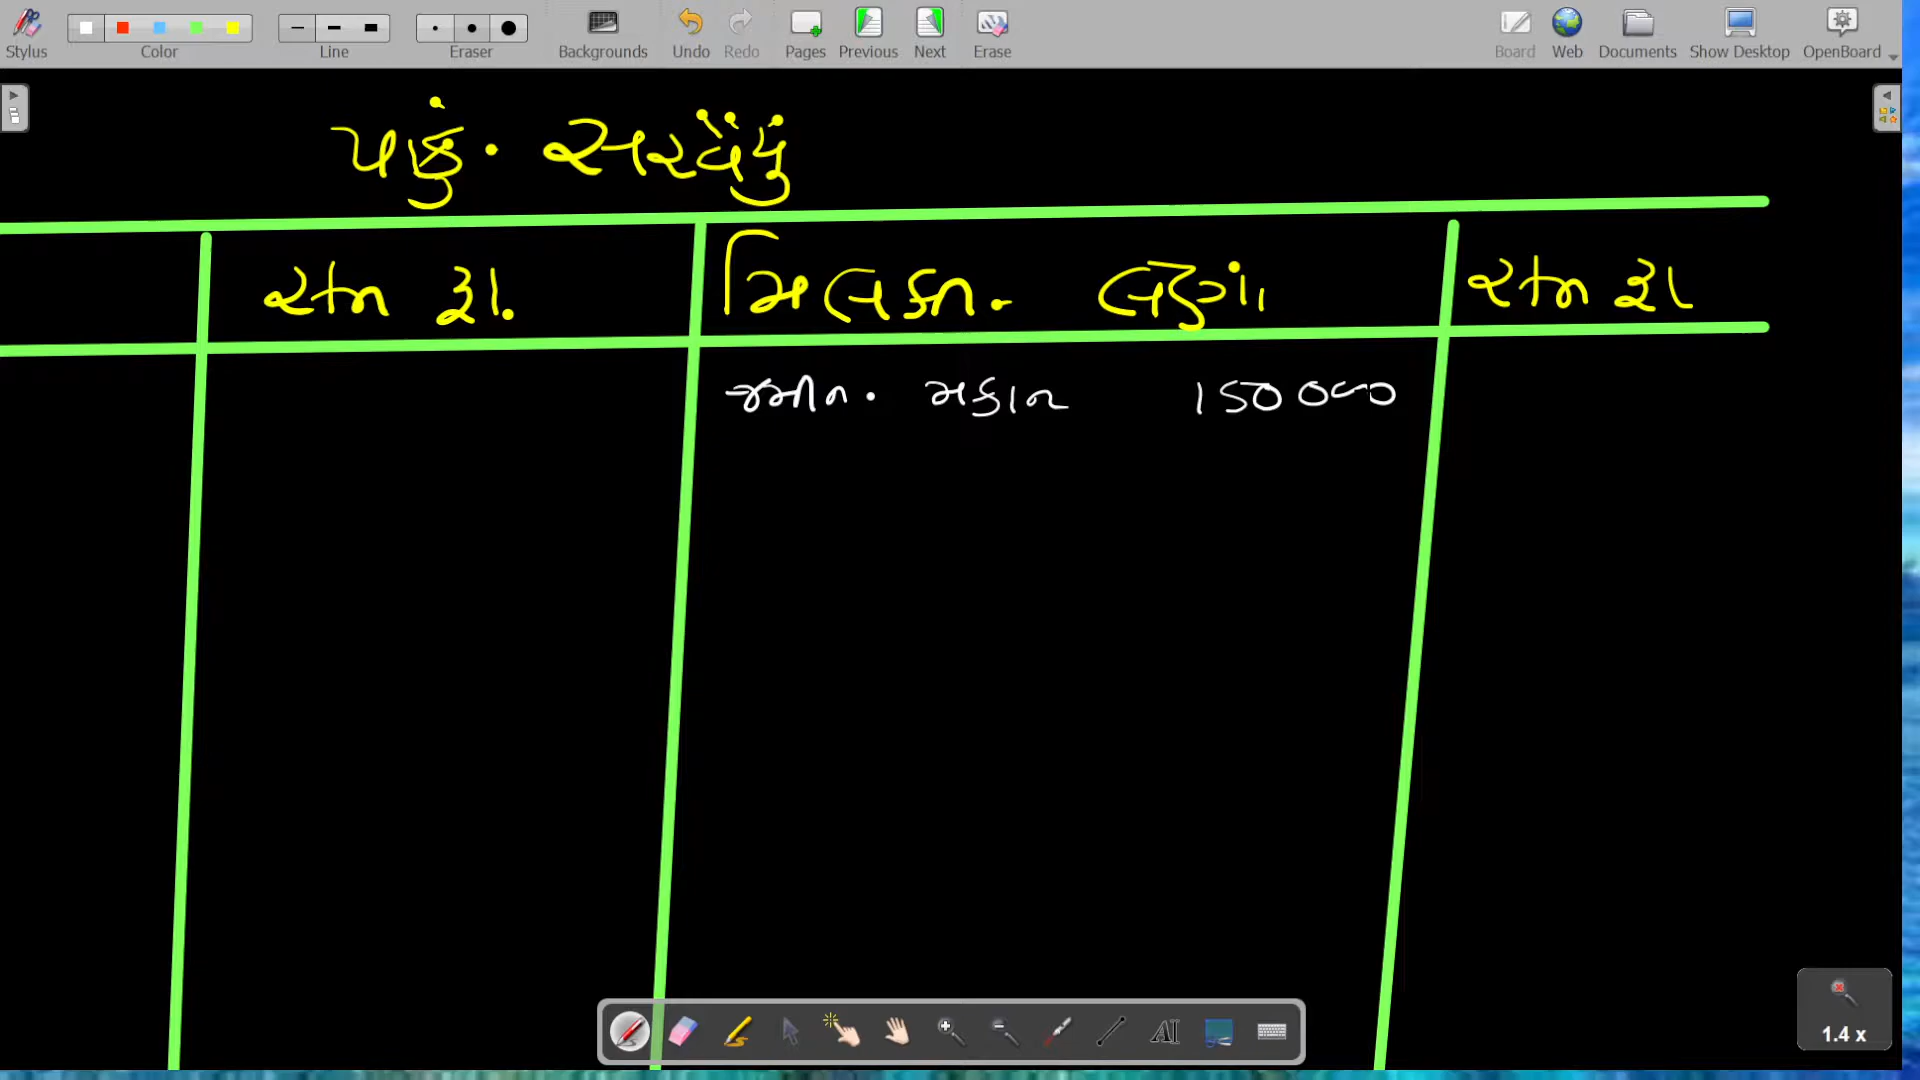 Stylus Color Line Eraser Backgrounds Undo Redo Pages Previous Next Erase Board Web Documents Show Desktop OpenBoard
પાકું. સરવૈયું
રકમ રૂા. મિલકત. લેણાં રકમ રૂા
જમીન. મકાન 150000
1.4 x